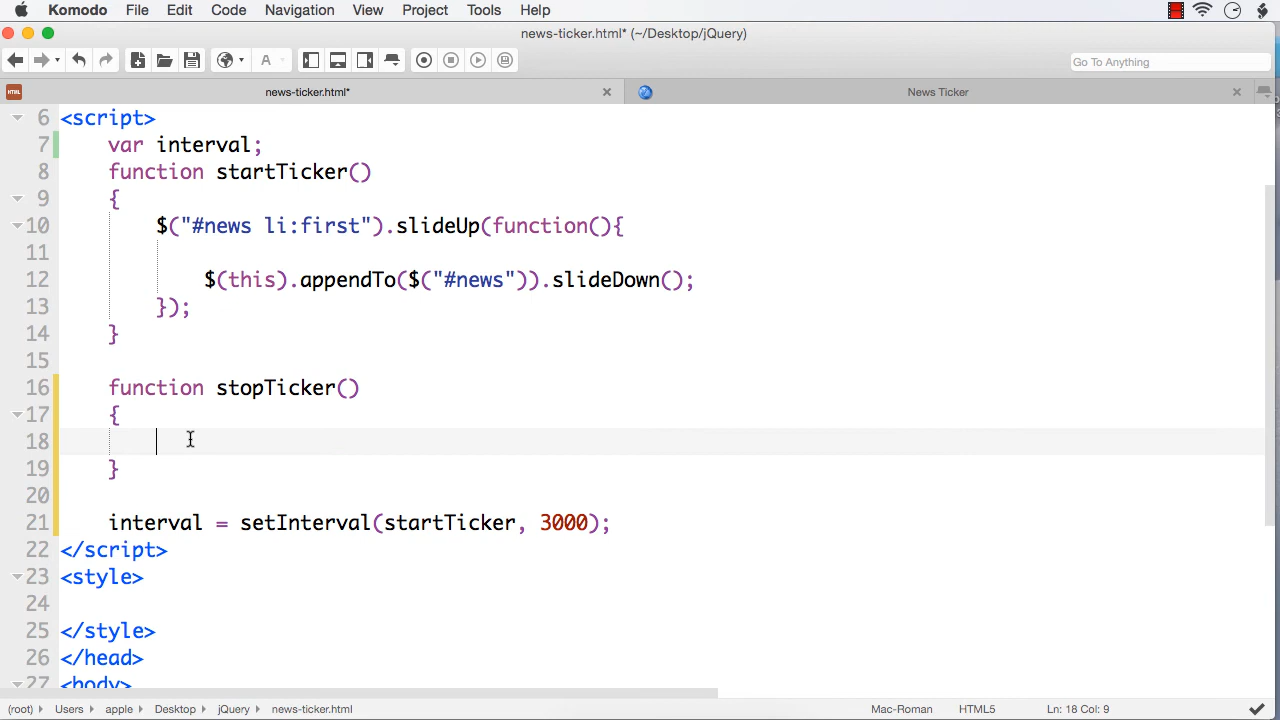 Komodo File Edit Code Navigation View Project Tools Help
news-ticker.html* (~/Desktop/jQuery)
A Go To Anything
HTML news-ticker.html* News Ticker
6 <script>
7 var interval;
8 function startTicker()
9 {
10 $("#news li:first").slideUp(function(){
11
12 $(this).appendTo($("#news")).slideDown();
13 });
14 }
15
16 function stopTicker()
17 {
18
19 }
20
21 interval = setInterval(startTicker, 3000);
22 </script>
23 <style>
24
25 </style>
26 </head>
27 <body>
(root) Users apple Desktop jQuery news-ticker.html Mac-Roman HTML5 Ln: 18 Col: 9